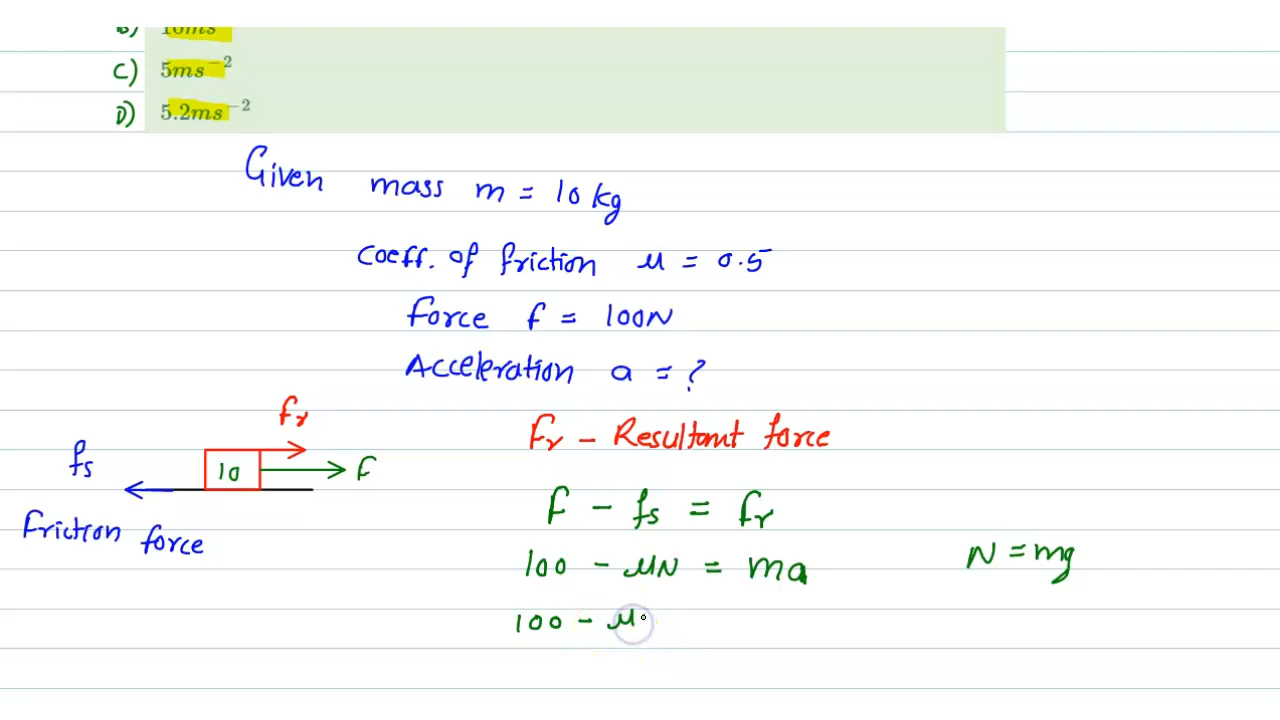 C) 5ms⁻²
D) 5.2ms⁻²
Given mass m = 10 kg
Coeff. of friction μ = 0.5
Force f = 100N
Acceleration a = ?
fr
Fr - Resultant force
fs
10
F
Friction force
F - fs = fr
100 - μN = ma
N = mg
100 - μ